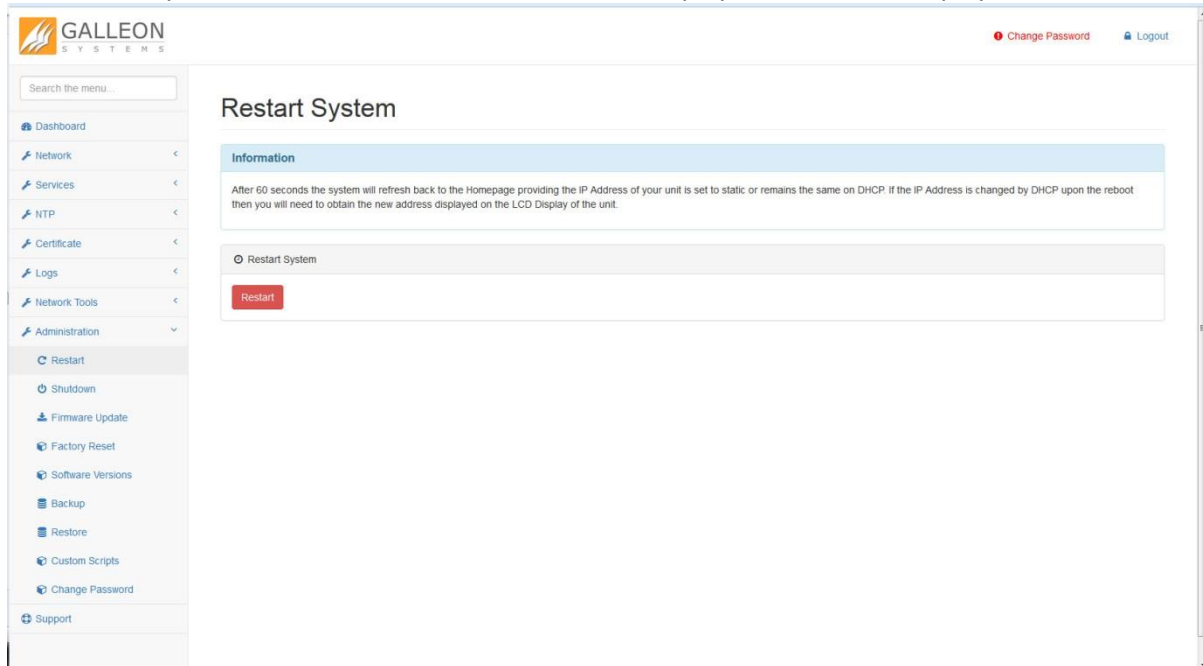 GALLEON
SYSTEMS
Change Password
Logout
Search the menu...
Dashboard
Network
Services
NTP
Certificate
Logs
Network Tools
Administration
Restart
Shutdown
Firmware Update
Factory Reset
Software Versions
Backup
Restore
Custom Scripts
Change Password
Support
Restart System
Information
After 60 seconds the system will refresh back to the Homepage providing the IP Address of your unit is set to static or remains the same on DHCP. If the IP Address is changed by DHCP upon the reboot
then you will need to obtain the new address displayed on the LCD Display of the unit.
Restart System
Restart